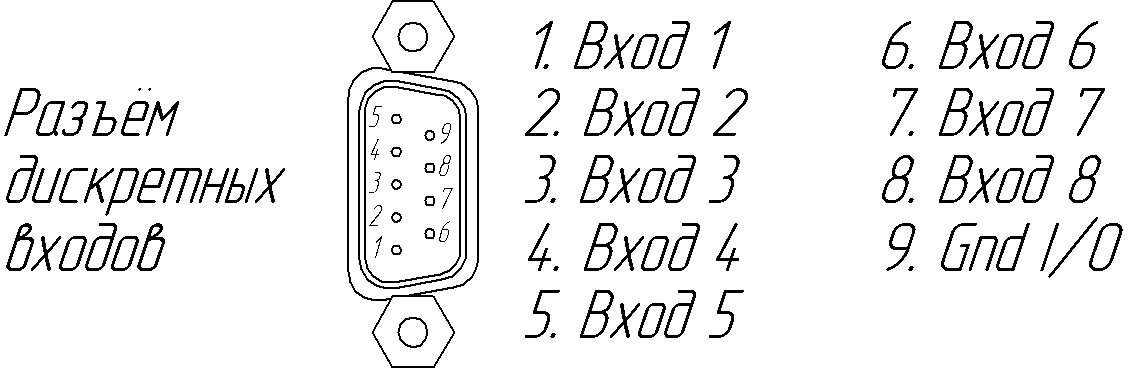 Разъём
дискретных
входов
5
9
4
8
3
7
2
6
1
1. Вход 1
2. Вход 2
3. Вход 3
4. Вход 4
5. Вход 5
6. Вход 6
7. Вход 7
8. Вход 8
9. Gnd I/O